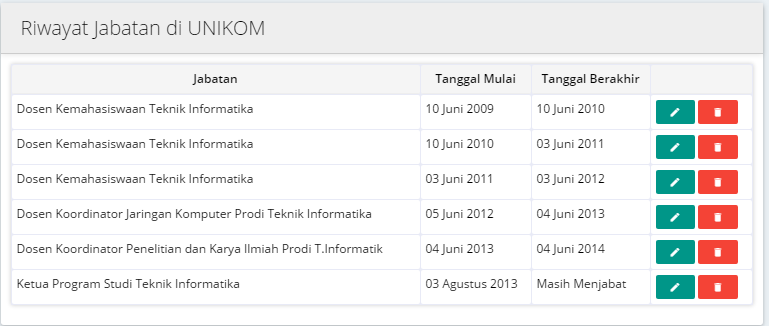 Riwayat Jabatan di UNIKOM
Jabatan Tanggal Mulai Tanggal Berakhir
Dosen Kemahasiswaan Teknik Informatika 10 Juni 2009 10 Juni 2010
Dosen Kemahasiswaan Teknik Informatika 10 Juni 2010 03 Juni 2011
Dosen Kemahasiswaan Teknik Informatika 03 Juni 2011 03 Juni 2012
Dosen Koordinator Jaringan Komputer Prodi Teknik Informatika 05 Juni 2012 04 Juni 2013
Dosen Koordinator Penelitian dan Karya Ilmiah Prodi T.Informatik 04 Juni 2013 04 Juni 2014
Ketua Program Studi Teknik Informatika 03 Agustus 2013 Masih Menjabat